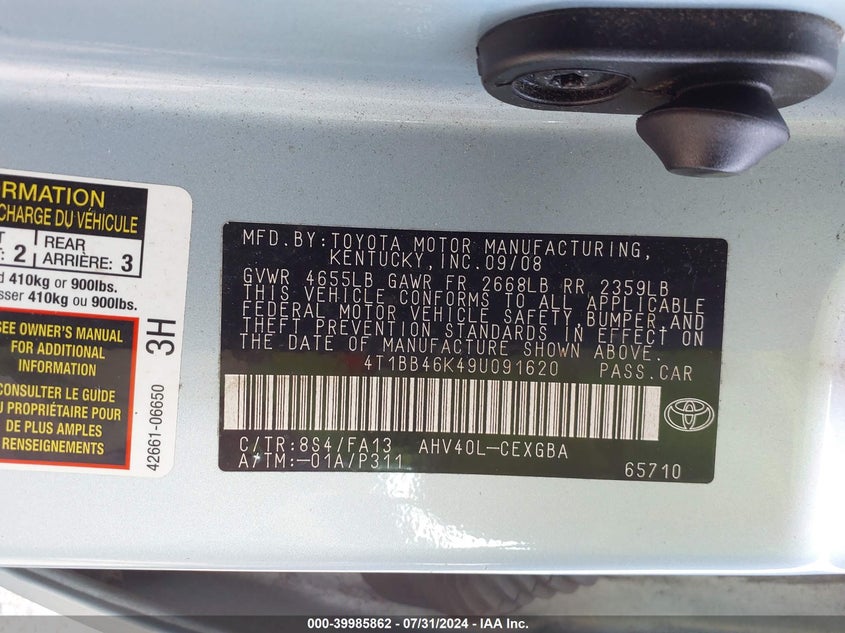 ORMATION
CHARGE DU VÉHICULE
2
REAR
ARRIÈRE: 3
410kg or 900lbs.
sser 410kg ou 900lbs.
SEE OWNER'S MANUAL
FOR ADDITIONAL
INFORMATION
CONSULTER LE GUIDE
DU PROPRIÉTAIRE POUR
DE PLUS AMPLES
RENSEIGNEMENTS
3H
42661-06650
MFD.BY:TOYOTA MOTOR MANUFACTURING,
KENTUCKY,INC.09/08
GVWR 4655LB GAWR FR 2668LB RR 2359LB
THIS VEHICLE CONFORMS TO ALL APPLICABLE
FEDERAL MOTOR VEHICLE SAFETY,BUMPER,AND
THEFT PREVENTION STANDARDS IN EFFECT ON
THE DATE OF MANUFACTURE SHOWN ABOVE.
4T1BB46K49U091620 PASS.CAR
C/TR:8S4/FA13 AHV40L-CEXGBA
A/TM:-01A/P311 65710
TOYOTA
000-39985862 - 07/31/2024 - IAA Inc.